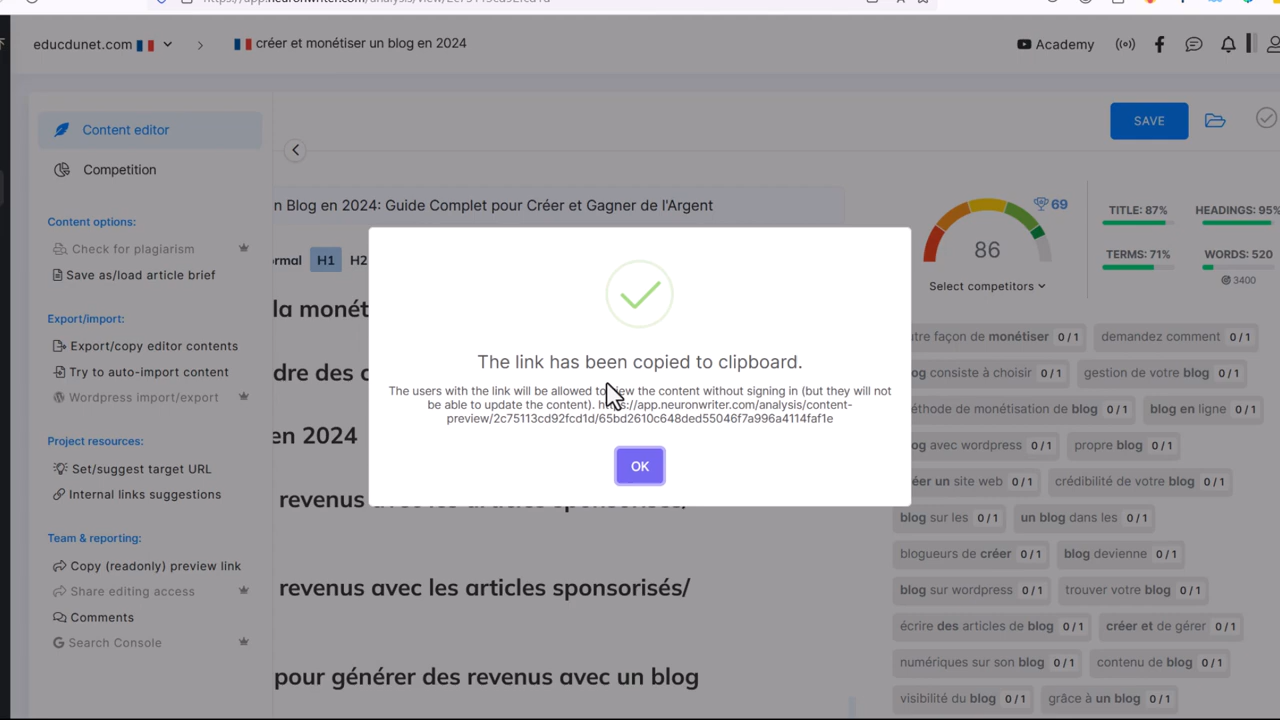 educdunet.com
créer et monétiser un blog en 2024
Academy
Content editor
Competition
SAVE
Content options:
Check for plagiarism
Save as/load article brief
Export/import:
Export/copy editor contents
Try to auto-import content
Wordpress import/export
Project resources:
Set/suggest target URL
Internal links suggestions
Team & reporting:
Copy (readonly) preview link
Share editing access
Comments
Search Console
n Blog en 2024: Guide Complet pour Créer et Gagner de l'Argent
rmal H1 H2
la monét
dre des c
en 2024
revenus avec les articles sponsorisés/
revenus avec les articles sponsorisés/
pour générer des revenus avec un blog
The link has been copied to clipboard.
The users with the link will be allowed to view the content without signing in (but they will not
be able to update the content). https://app.neuronwriter.com/analysis/content-
preview/2c75113cd92fcd1d/65bd2610c648ded55046f7a996a4114faf1e
OK
69
86
Select competitors
TITLE: 87%
HEADINGS: 95%
TERMS: 71%
WORDS: 520
3400
utre façon de monétiser 0 / 1
demandez comment 0 / 1
og consiste à choisir 0 / 1
gestion de votre blog 0 / 1
éthode de monétisation de blog 0 / 1
blog en ligne 0 / 1
og avec wordpress 0 / 1
propre blog 0 / 1
éer un site web 0 / 1
crédibilité de votre blog 0 / 1
blog sur les 0 / 1
un blog dans les 0 / 1
blogueurs de créer 0 / 1
blog devienne 0 / 1
blog sur wordpress 0 / 1
trouver votre blog 0 / 1
écrire des articles de blog 0 / 1
créer et de gérer 0 / 1
numériques sur son blog 0 / 1
contenu de blog 0 / 1
visibilité du blog 0 / 1
grâce à un blog 0 / 1